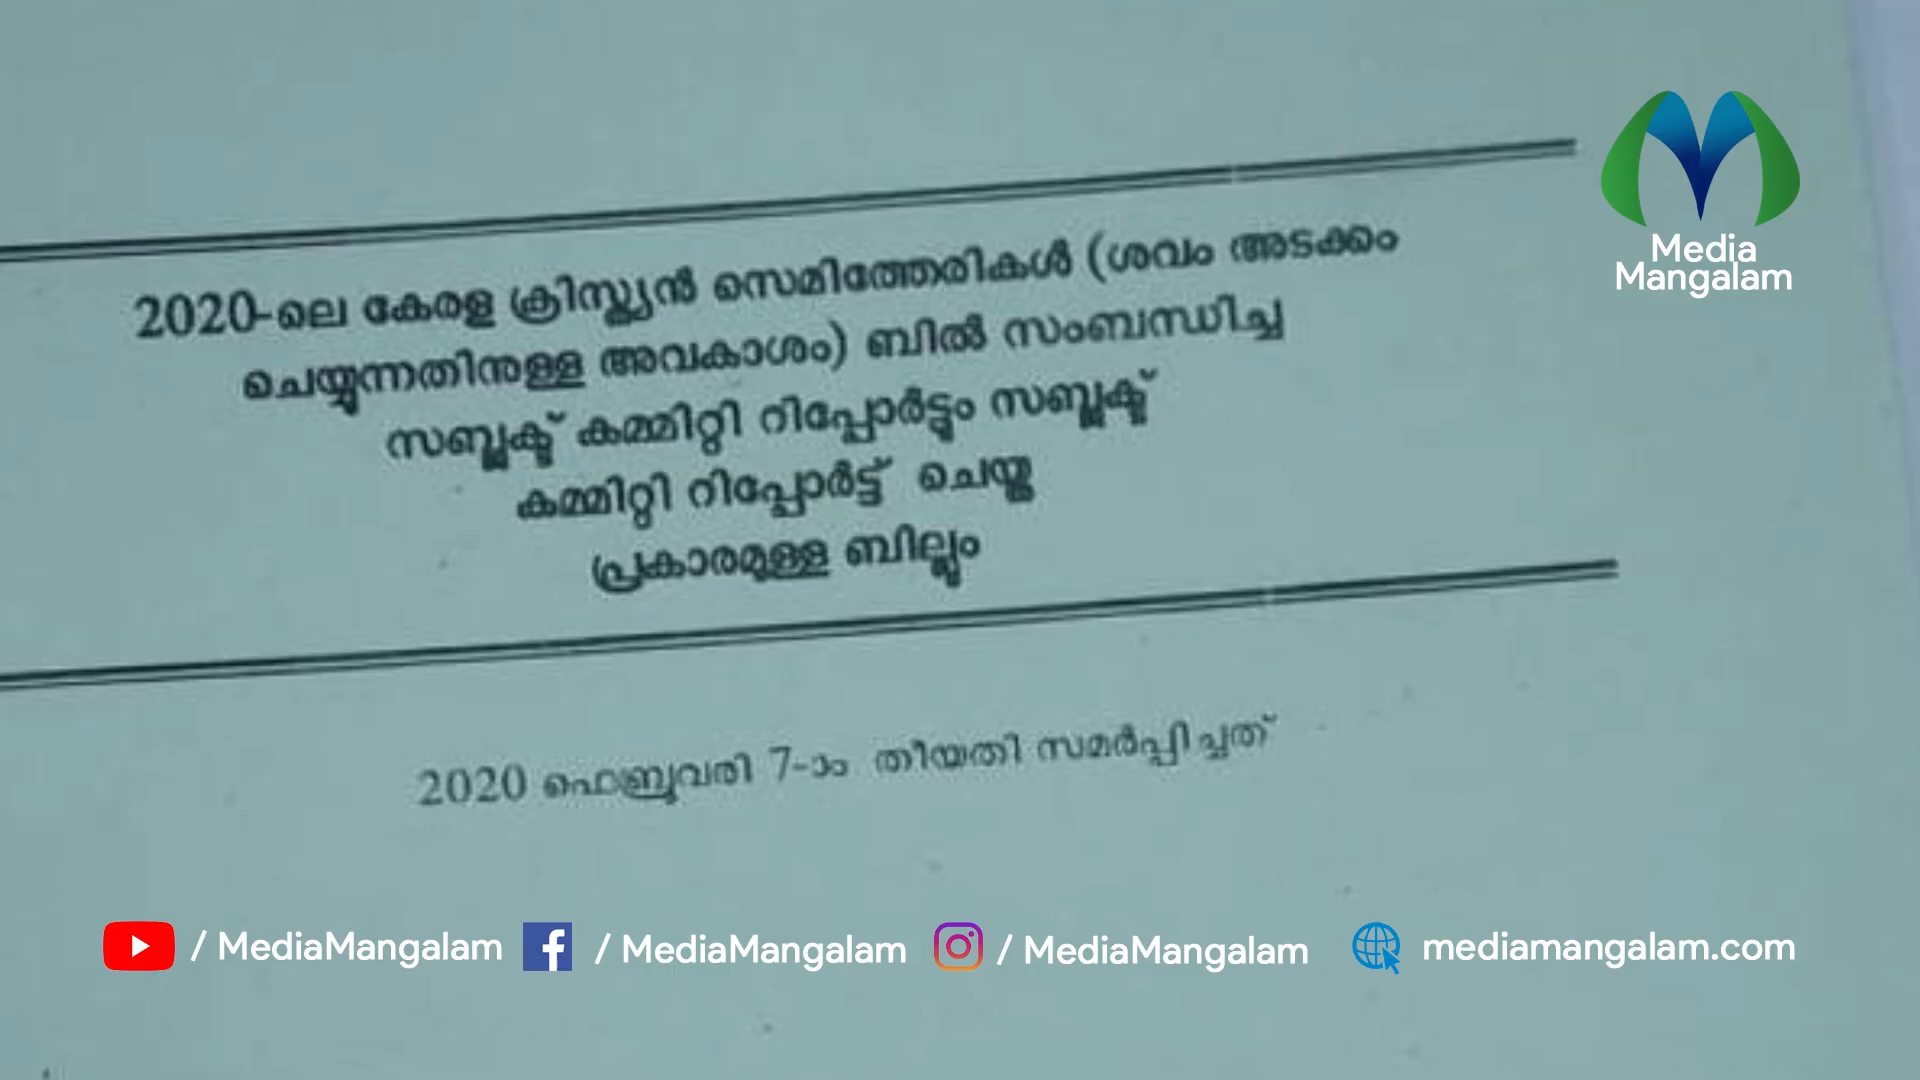 2020-ലെ കേരള ക്രിസ്ത്യൻ സെമിത്തേരികൾ (ശവം അടക്കം
ചെയ്യുന്നതിനുള്ള അവകാശം) ബിൽ സംബന്ധിച്ച
സബ്ജക്ട് കമ്മിറ്റി റിപ്പോർട്ടും സബ്ജക്ട്
കമ്മിറ്റി റിപ്പോർട്ട് ചെയ്ത
പ്രകാരമുള്ള ബില്ലും
2020 ഫെബ്രുവരി 7-ാം തീയതി സമർപ്പിച്ചത്
Media
Mangalam
/ MediaMangalam / MediaMangalam / MediaMangalam mediamangalam.com